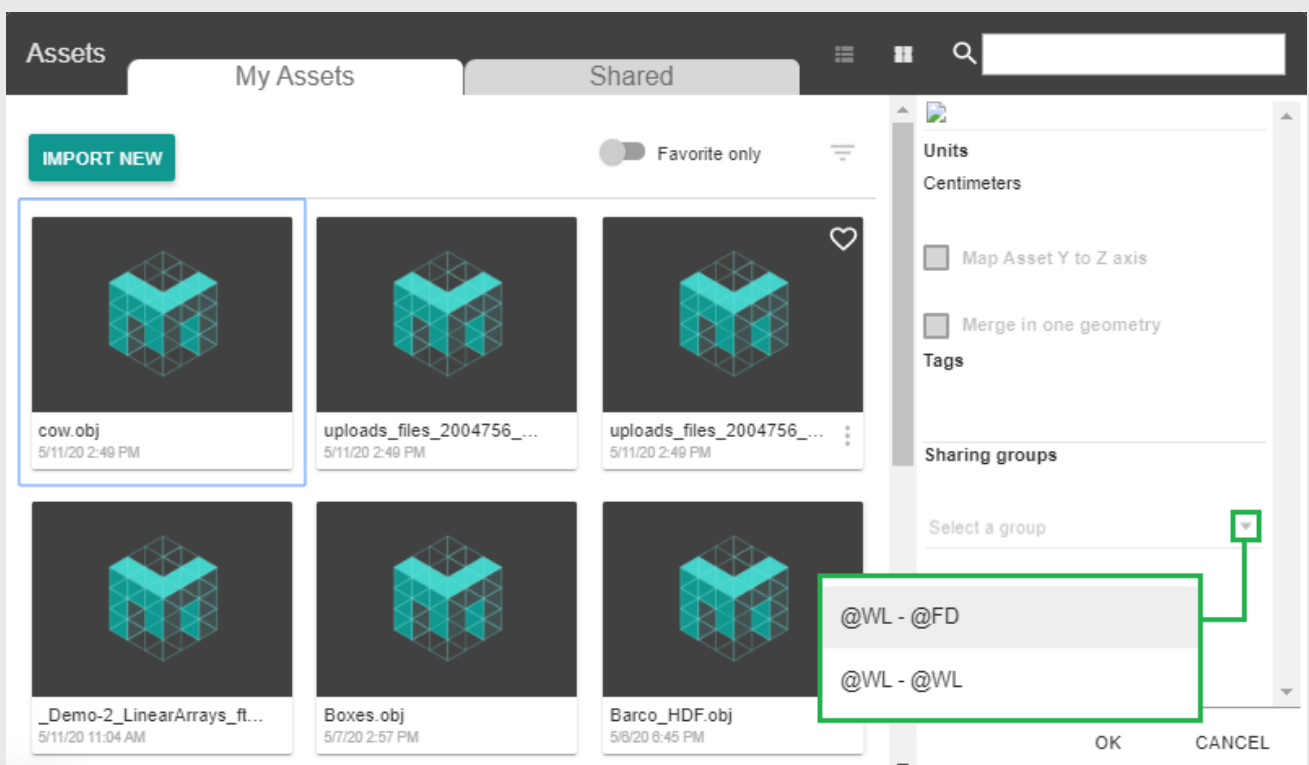 Assets
My Assets
Shared
IMPORT NEW
Favorite only
cow.obj
5/11/20 2:49 PM
uploads_files_2004756_...
5/11/20 2:49 PM
uploads_files_2004756_...
5/11/20 2:49 PM
_Demo-2_LinearArrays_ft...
5/11/20 11:04 AM
Boxes.obj
5/7/20 2:57 PM
Barco_HDF.obj
5/6/20 6:45 PM
Units
Centimeters
Map Asset Y to Z axis
Merge in one geometry
Tags
Sharing groups
Select a group
@WL - @FD
@WL - @WL
OK
CANCEL